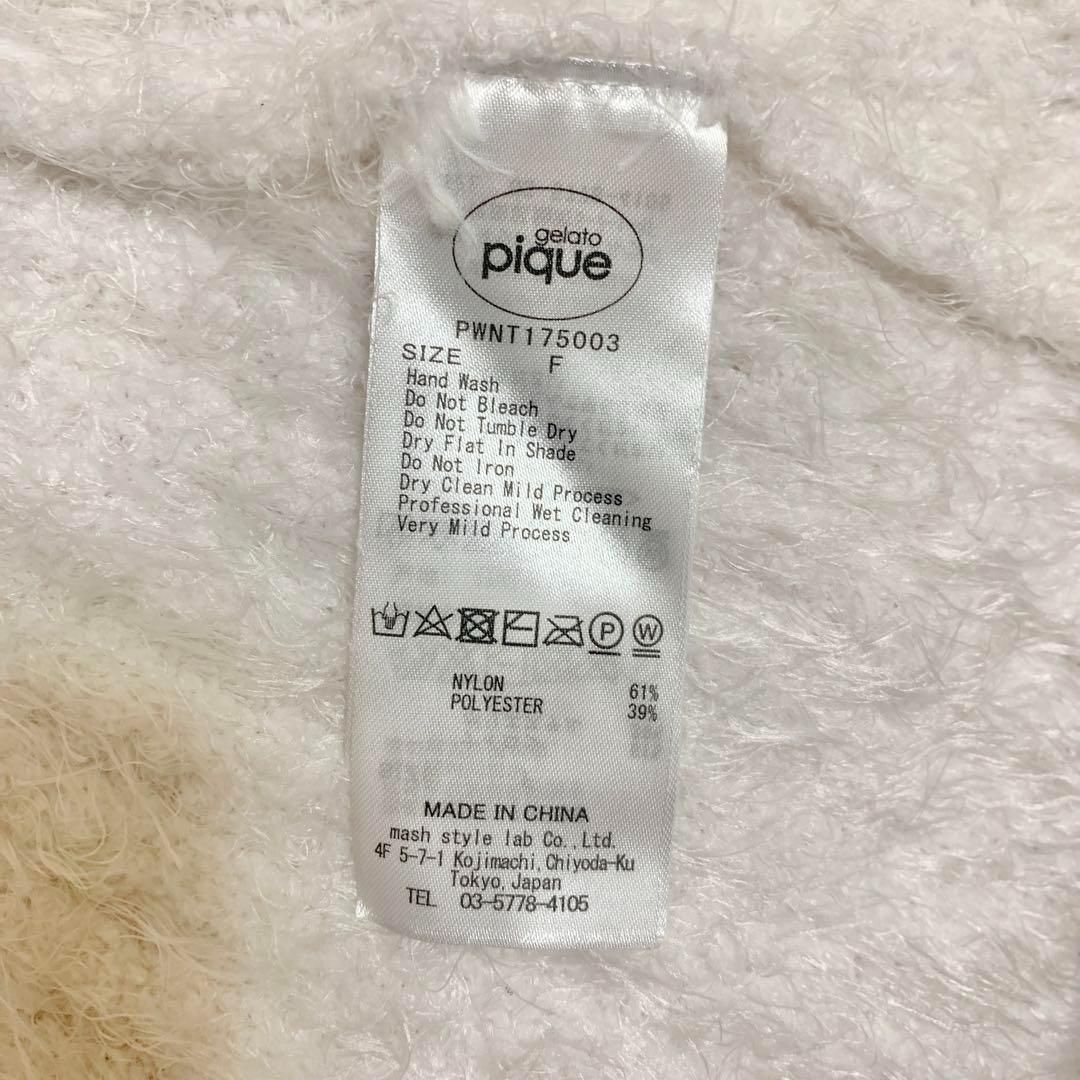 gelato
pique
PWNT175003
SIZE F
Hand Wash
Do Not Bleach
Do Not Tumble Dry
Dry Flat In Shade
Do Not Iron
Dry Clean Mild Process
Professional Wet Cleaning
Very Mild Process
P W
NYLON 61%
POLYESTER 39%
MADE IN CHINA
mash style lab Co., Ltd.
4F 5-7-1 Kojimachi, Chiyoda-Ku
Tokyo, Japan
TEL 03-5778-4105